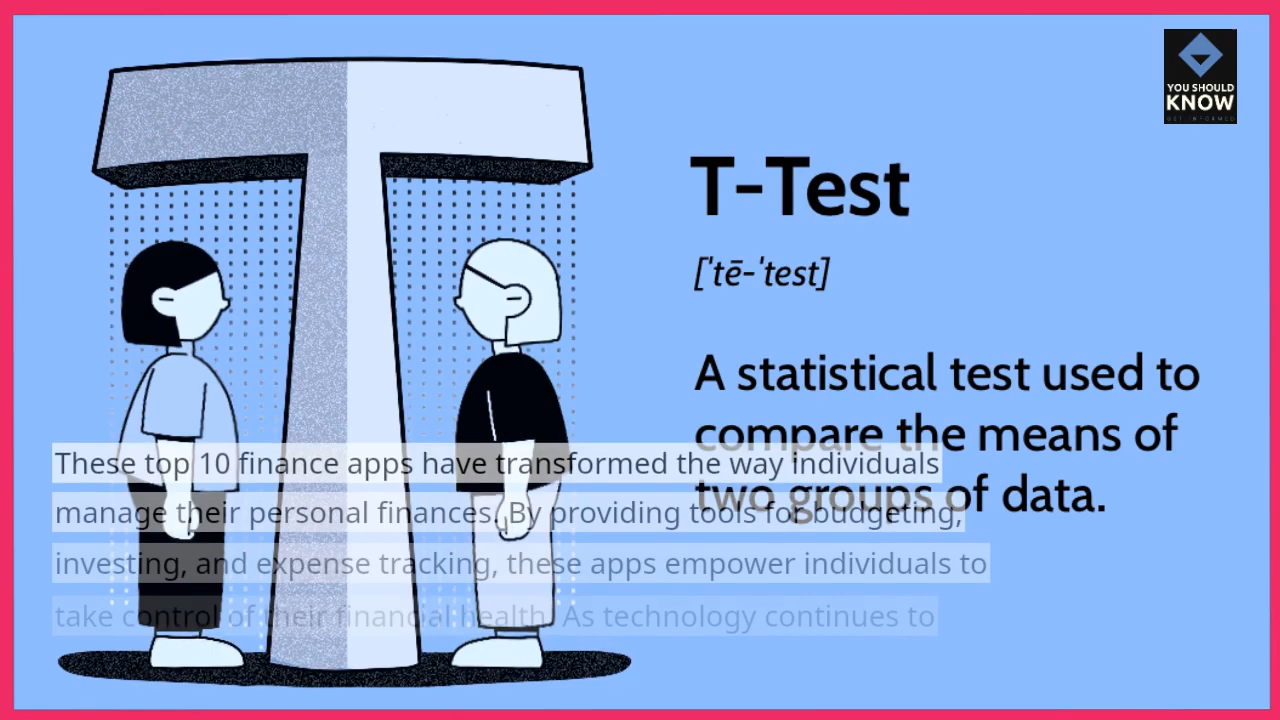 YOU SHOULD
KNOW
GET INFORMED
T-Test
[ˈtē-ˈtest]
A statistical test used to
compare the means of
two groups of data.
These top 10 finance apps have transformed the way individuals
manage their personal finances. By providing tools for budgeting,
investing, and expense tracking, these apps empower individuals to
take control of their financial health. As technology continues to